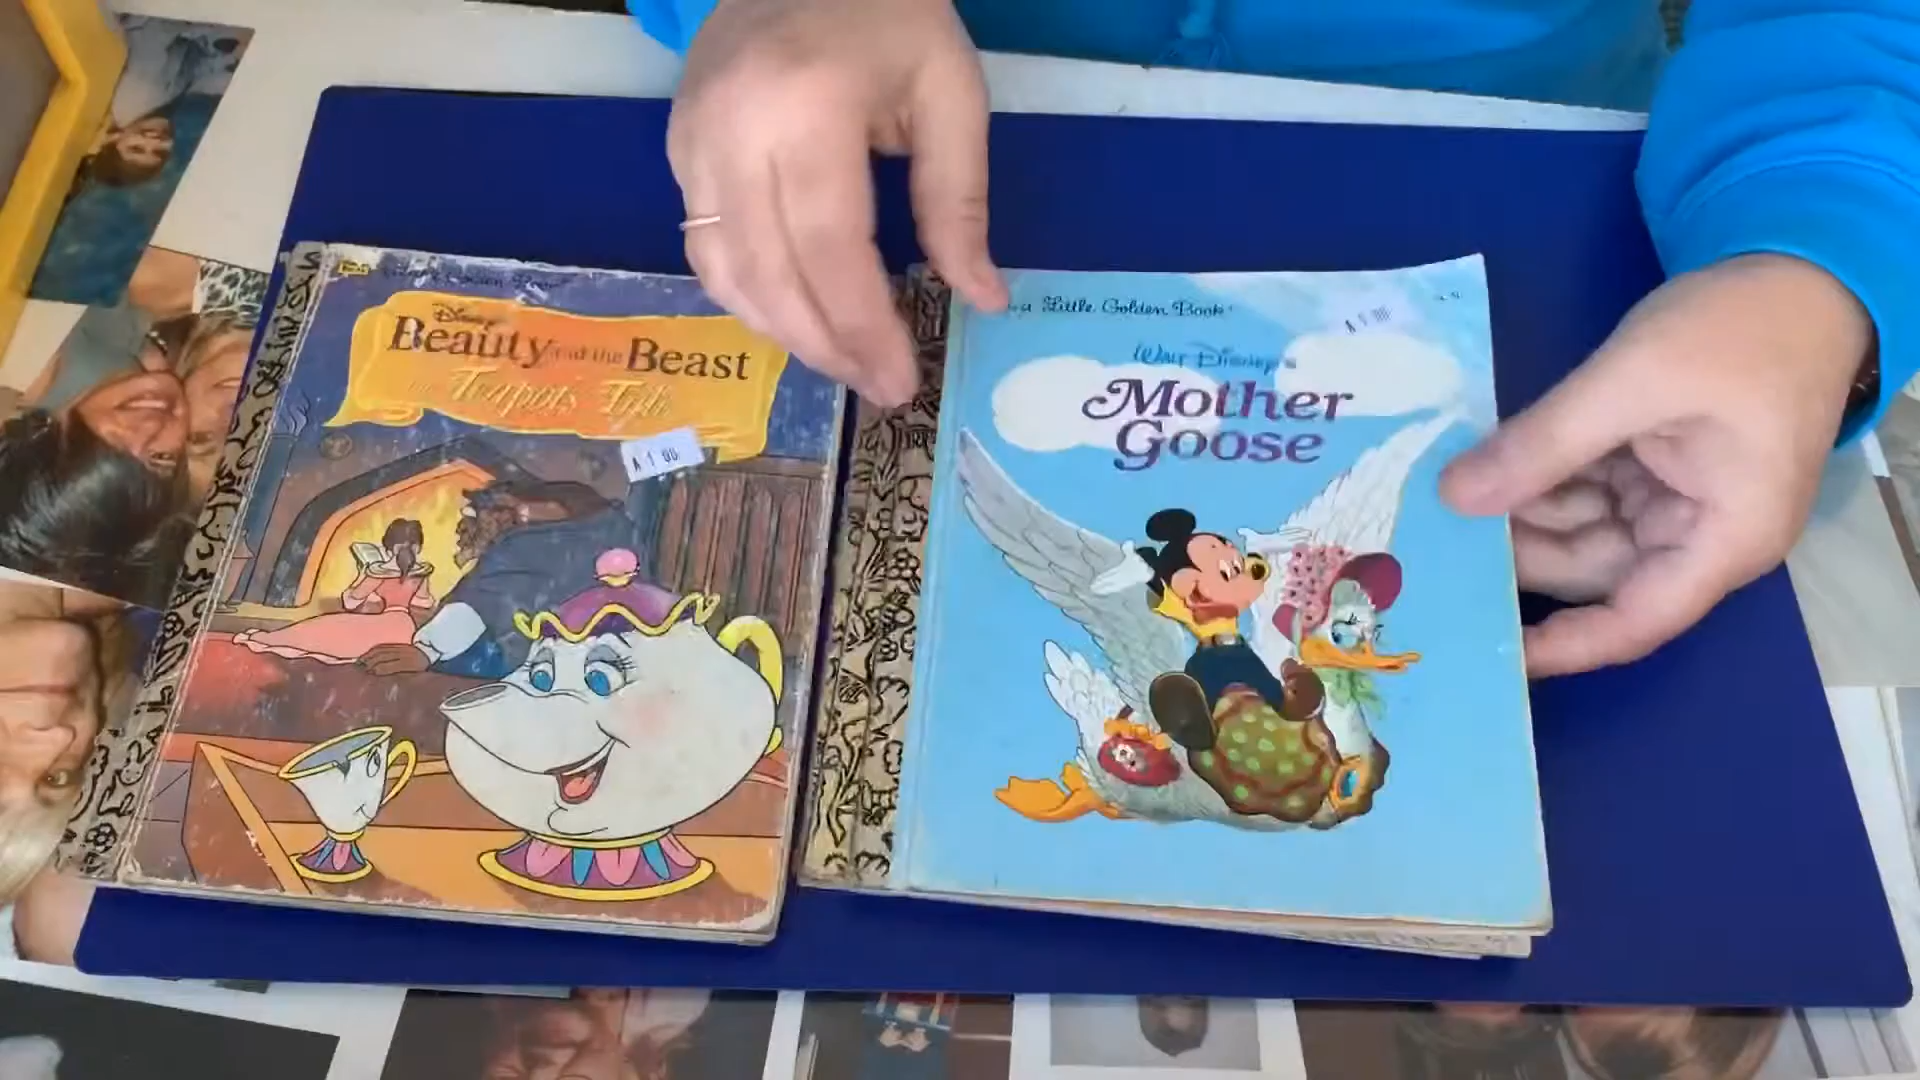 Disney's
Beauty and the Beast
the Teapot's Tale
A 1 00
a Little Golden Book
Walt Disney's
Mother
Goose